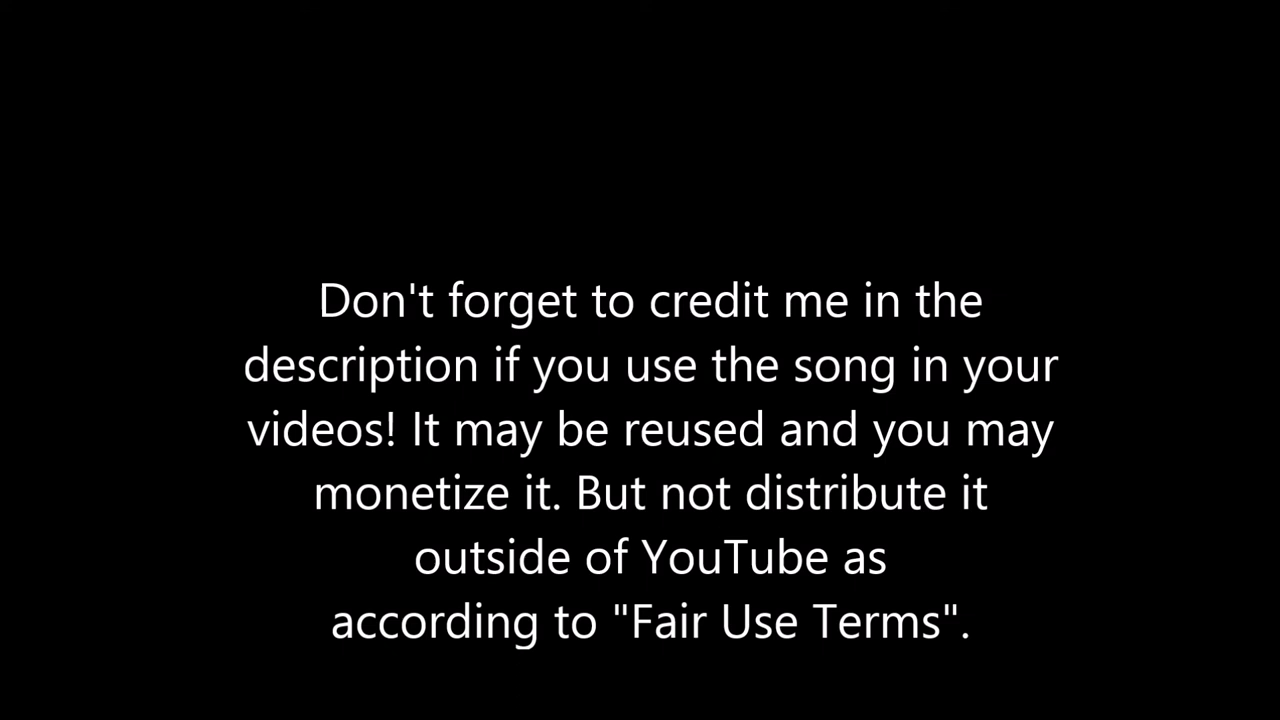 Don't forget to credit me in the
description if you use the song in your
videos! It may be reused and you may
monetize it. But not distribute it
outside of YouTube as
according to "Fair Use Terms".